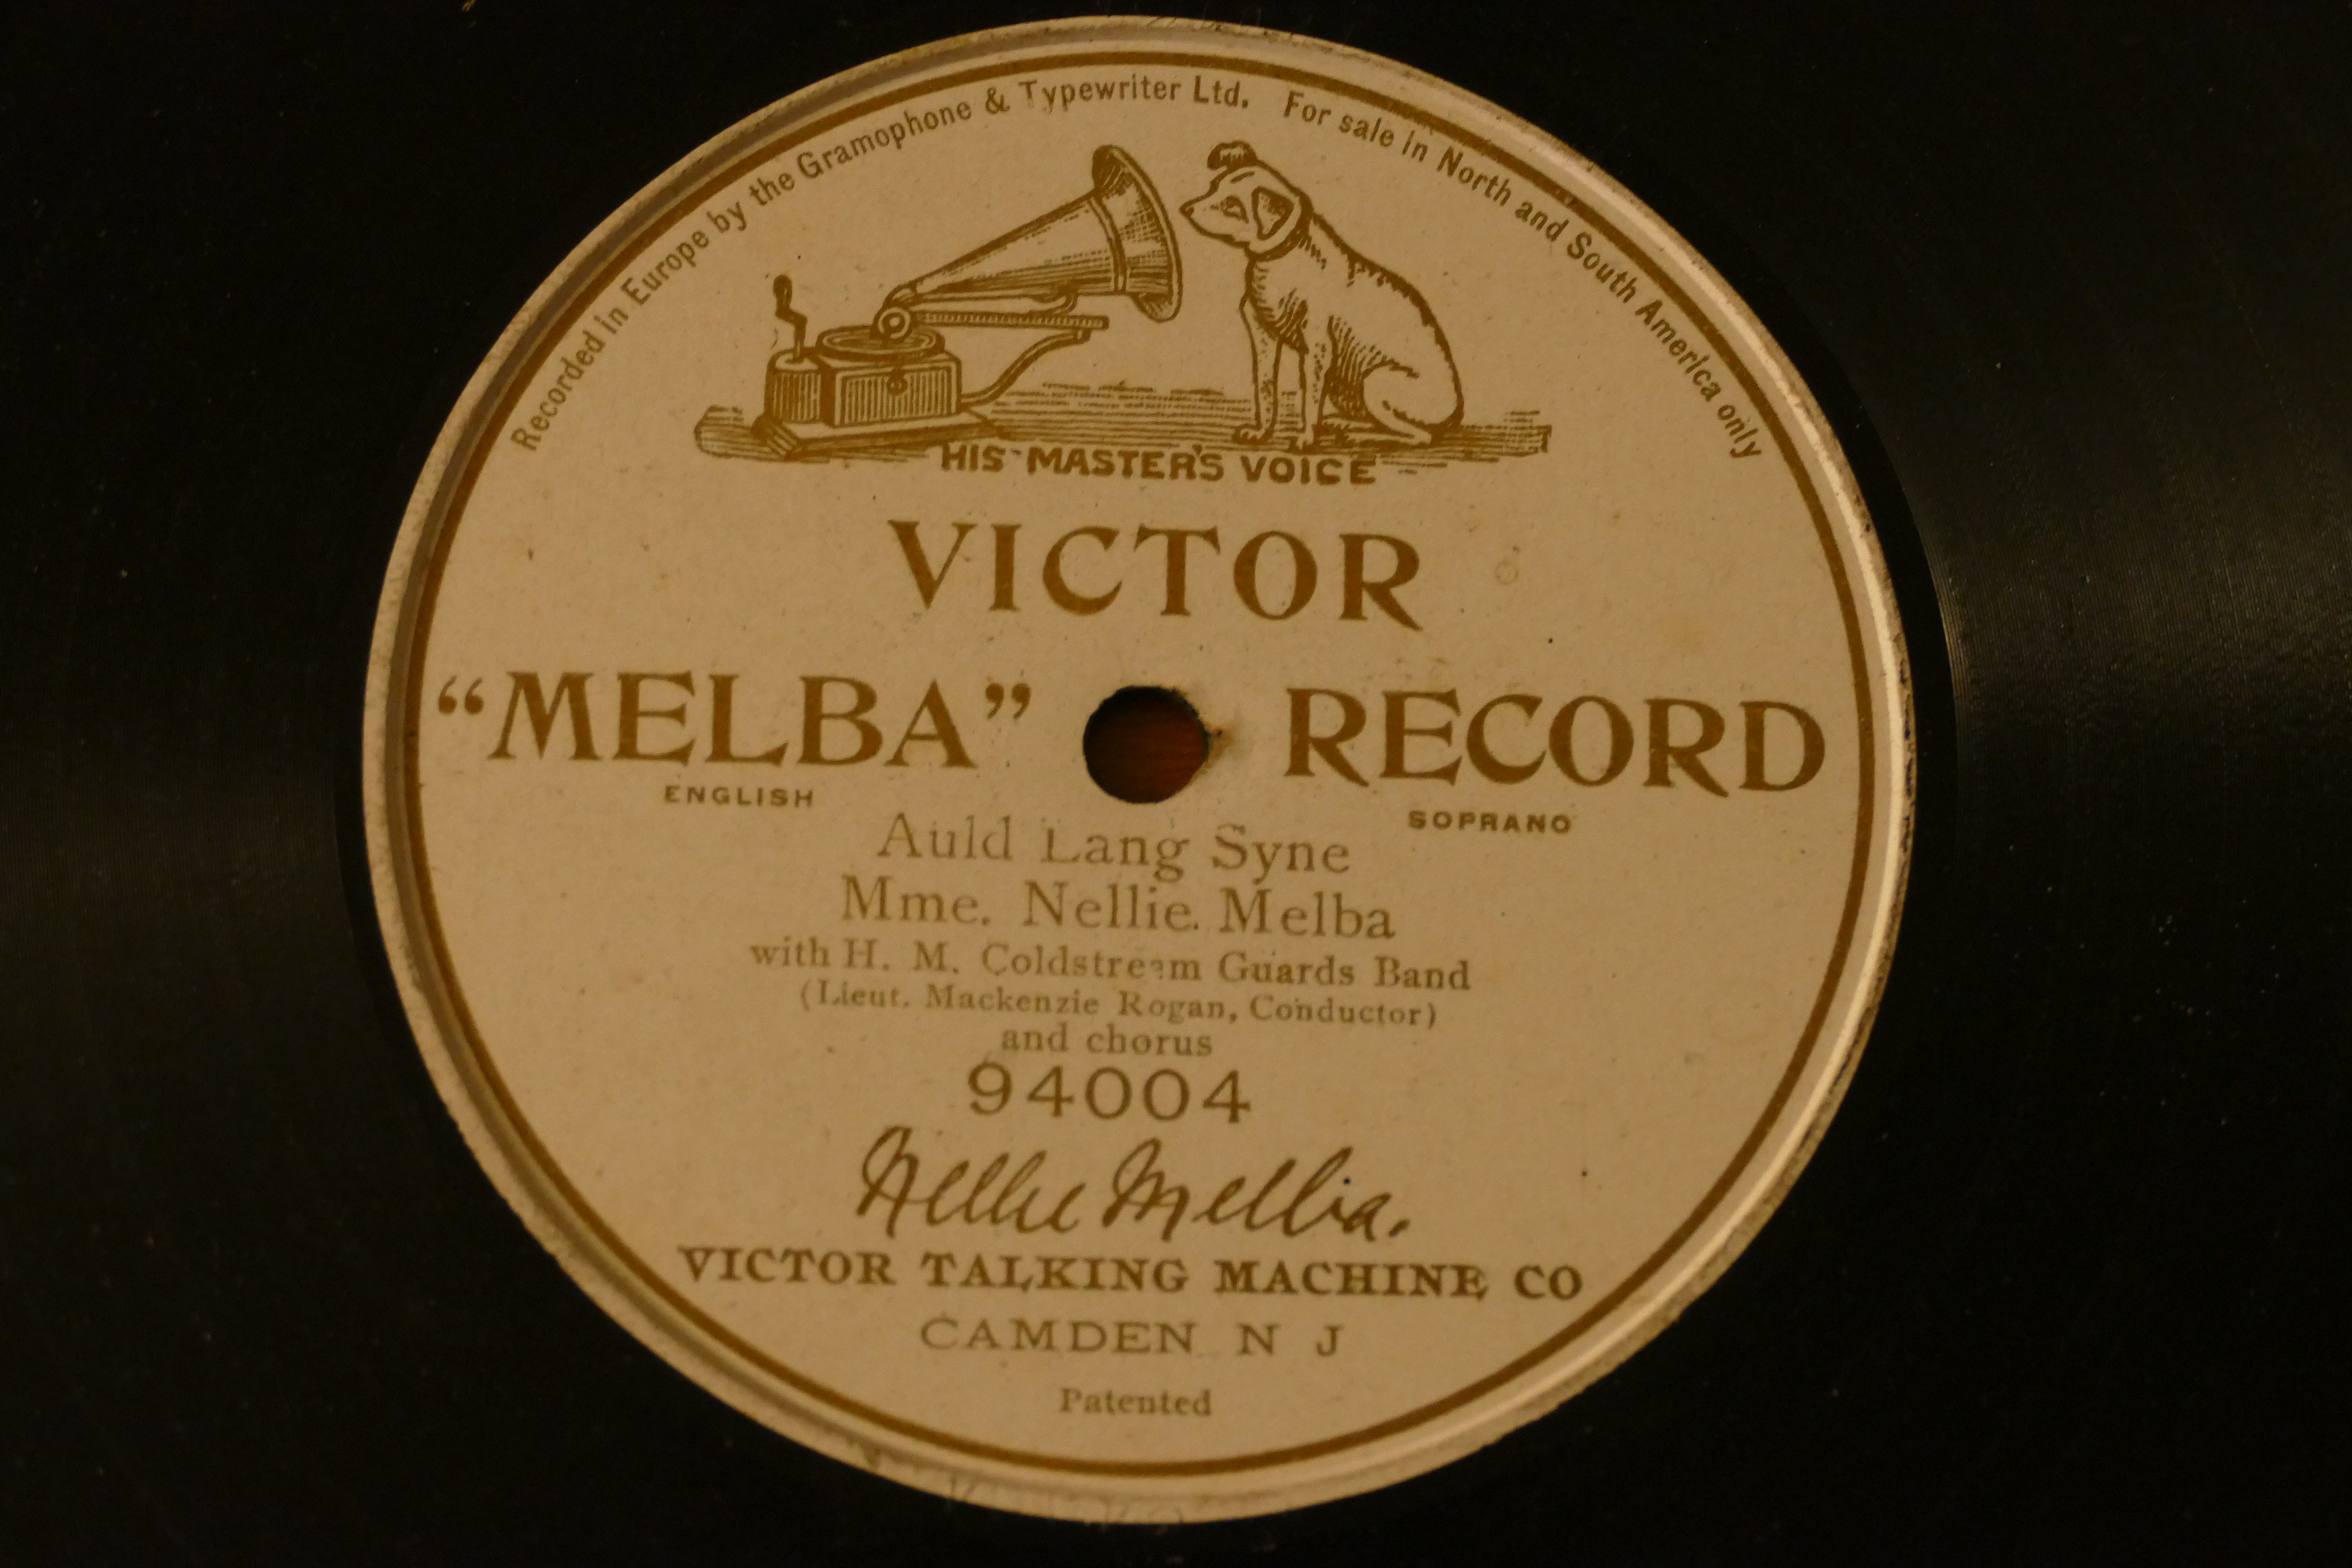 Recorded in Europe by the Gramophone & Typewriter Ltd. For sale in North and South America only
HIS MASTER'S VOICE
VICTOR
"MELBA" RECORD
ENGLISH SOPRANO
Auld Lang Syne
Mme. Nellie Melba
with H. M. Coldstream Guards Band
(Lieut. Mackenzie Rogan, Conductor)
and chorus
94004
Nellie Melba.
VICTOR TALKING MACHINE CO
CAMDEN N J
Patented